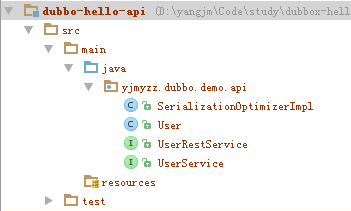 dubbo-hello-api (D:\yangjm\Code\study\dubbox-hell
src
main
java
yjmyzz.dubbo.demo.api
SerializationOptimizerImpl
User
UserRestService
UserService
resources
test